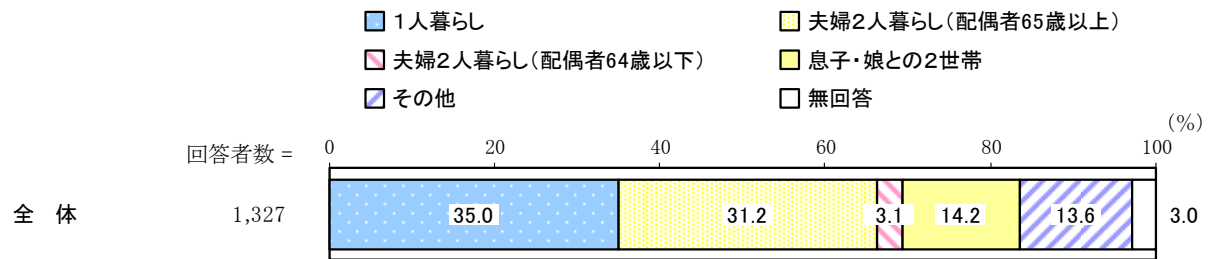 1人暮らし
夫婦2人暮らし（配偶者65歳以上）
夫婦2人暮らし（配偶者64歳以下）
息子・娘との2世帯
その他
無回答
(%)
回答者数 =
0 20 40 60 80 100
全 体 1,327 35.0 31.2 3.1 14.2 13.6 3.0